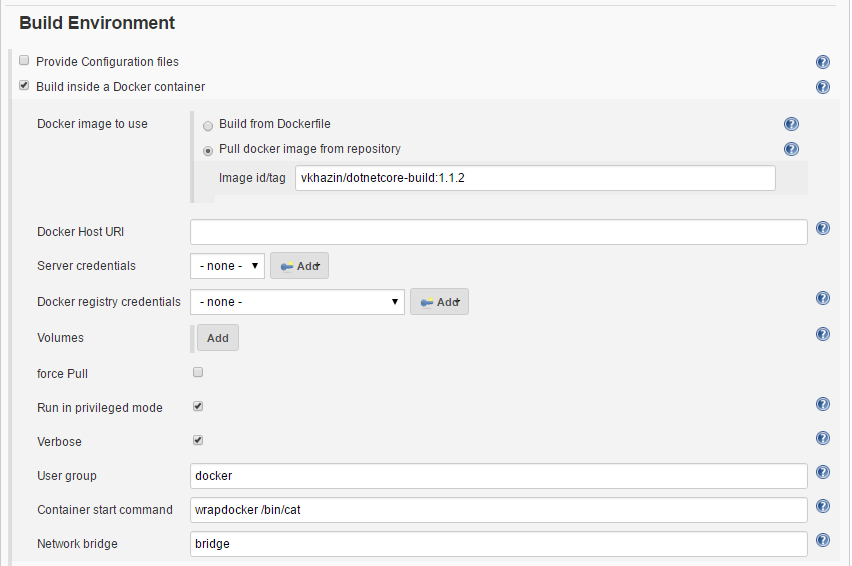 Build Environment
Provide Configuration files
Build inside a Docker container
Docker image to use
Build from Dockerfile
Pull docker image from repository
Image id/tag vkhazin/dotnetcore-build:1.1.2
Docker Host URI
Server credentials - none - Add
Docker registry credentials - none - Add
Volumes Add
force Pull
Run in privileged mode
Verbose
User group docker
Container start command wrapdocker /bin/cat
Network bridge bridge